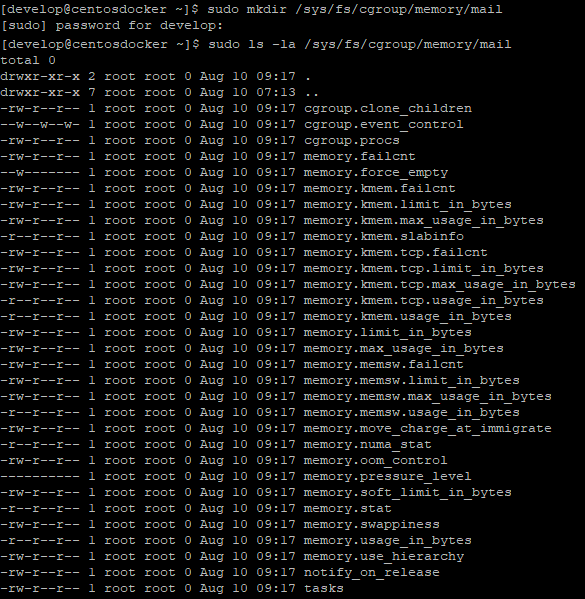 [develop@centosdocker ~]$ sudo mkdir /sys/fs/cgroup/memory/mail
[sudo] password for develop:
[develop@centosdocker ~]$ sudo ls -la /sys/fs/cgroup/memory/mail
total 0
drwxr-xr-x 2 root root 0 Aug 10 09:17 .
drwxr-xr-x 7 root root 0 Aug 10 07:13 ..
-rw-r--r-- 1 root root 0 Aug 10 09:17 cgroup.clone_children
--w--w--w- 1 root root 0 Aug 10 09:17 cgroup.event_control
-rw-r--r-- 1 root root 0 Aug 10 09:17 cgroup.procs
-rw-r--r-- 1 root root 0 Aug 10 09:17 memory.failcnt
--w------- 1 root root 0 Aug 10 09:17 memory.force_empty
-rw-r--r-- 1 root root 0 Aug 10 09:17 memory.kmem.failcnt
-rw-r--r-- 1 root root 0 Aug 10 09:17 memory.kmem.limit_in_bytes
-rw-r--r-- 1 root root 0 Aug 10 09:17 memory.kmem.max_usage_in_bytes
-r--r--r-- 1 root root 0 Aug 10 09:17 memory.kmem.slabinfo
-rw-r--r-- 1 root root 0 Aug 10 09:17 memory.kmem.tcp.failcnt
-rw-r--r-- 1 root root 0 Aug 10 09:17 memory.kmem.tcp.limit_in_bytes
-rw-r--r-- 1 root root 0 Aug 10 09:17 memory.kmem.tcp.max_usage_in_bytes
-r--r--r-- 1 root root 0 Aug 10 09:17 memory.kmem.tcp.usage_in_bytes
-r--r--r-- 1 root root 0 Aug 10 09:17 memory.kmem.usage_in_bytes
-rw-r--r-- 1 root root 0 Aug 10 09:17 memory.limit_in_bytes
-rw-r--r-- 1 root root 0 Aug 10 09:17 memory.max_usage_in_bytes
-rw-r--r-- 1 root root 0 Aug 10 09:17 memory.memsw.failcnt
-rw-r--r-- 1 root root 0 Aug 10 09:17 memory.memsw.limit_in_bytes
-rw-r--r-- 1 root root 0 Aug 10 09:17 memory.memsw.max_usage_in_bytes
-r--r--r-- 1 root root 0 Aug 10 09:17 memory.memsw.usage_in_bytes
-rw-r--r-- 1 root root 0 Aug 10 09:17 memory.move_charge_at_immigrate
-r--r--r-- 1 root root 0 Aug 10 09:17 memory.numa_stat
-rw-r--r-- 1 root root 0 Aug 10 09:17 memory.oom_control
---------- 1 root root 0 Aug 10 09:17 memory.pressure_level
-rw-r--r-- 1 root root 0 Aug 10 09:17 memory.soft_limit_in_bytes
-r--r--r-- 1 root root 0 Aug 10 09:17 memory.stat
-rw-r--r-- 1 root root 0 Aug 10 09:17 memory.swappiness
-r--r--r-- 1 root root 0 Aug 10 09:17 memory.usage_in_bytes
-rw-r--r-- 1 root root 0 Aug 10 09:17 memory.use_hierarchy
-rw-r--r-- 1 root root 0 Aug 10 09:17 notify_on_release
-rw-r--r-- 1 root root 0 Aug 10 09:17 tasks